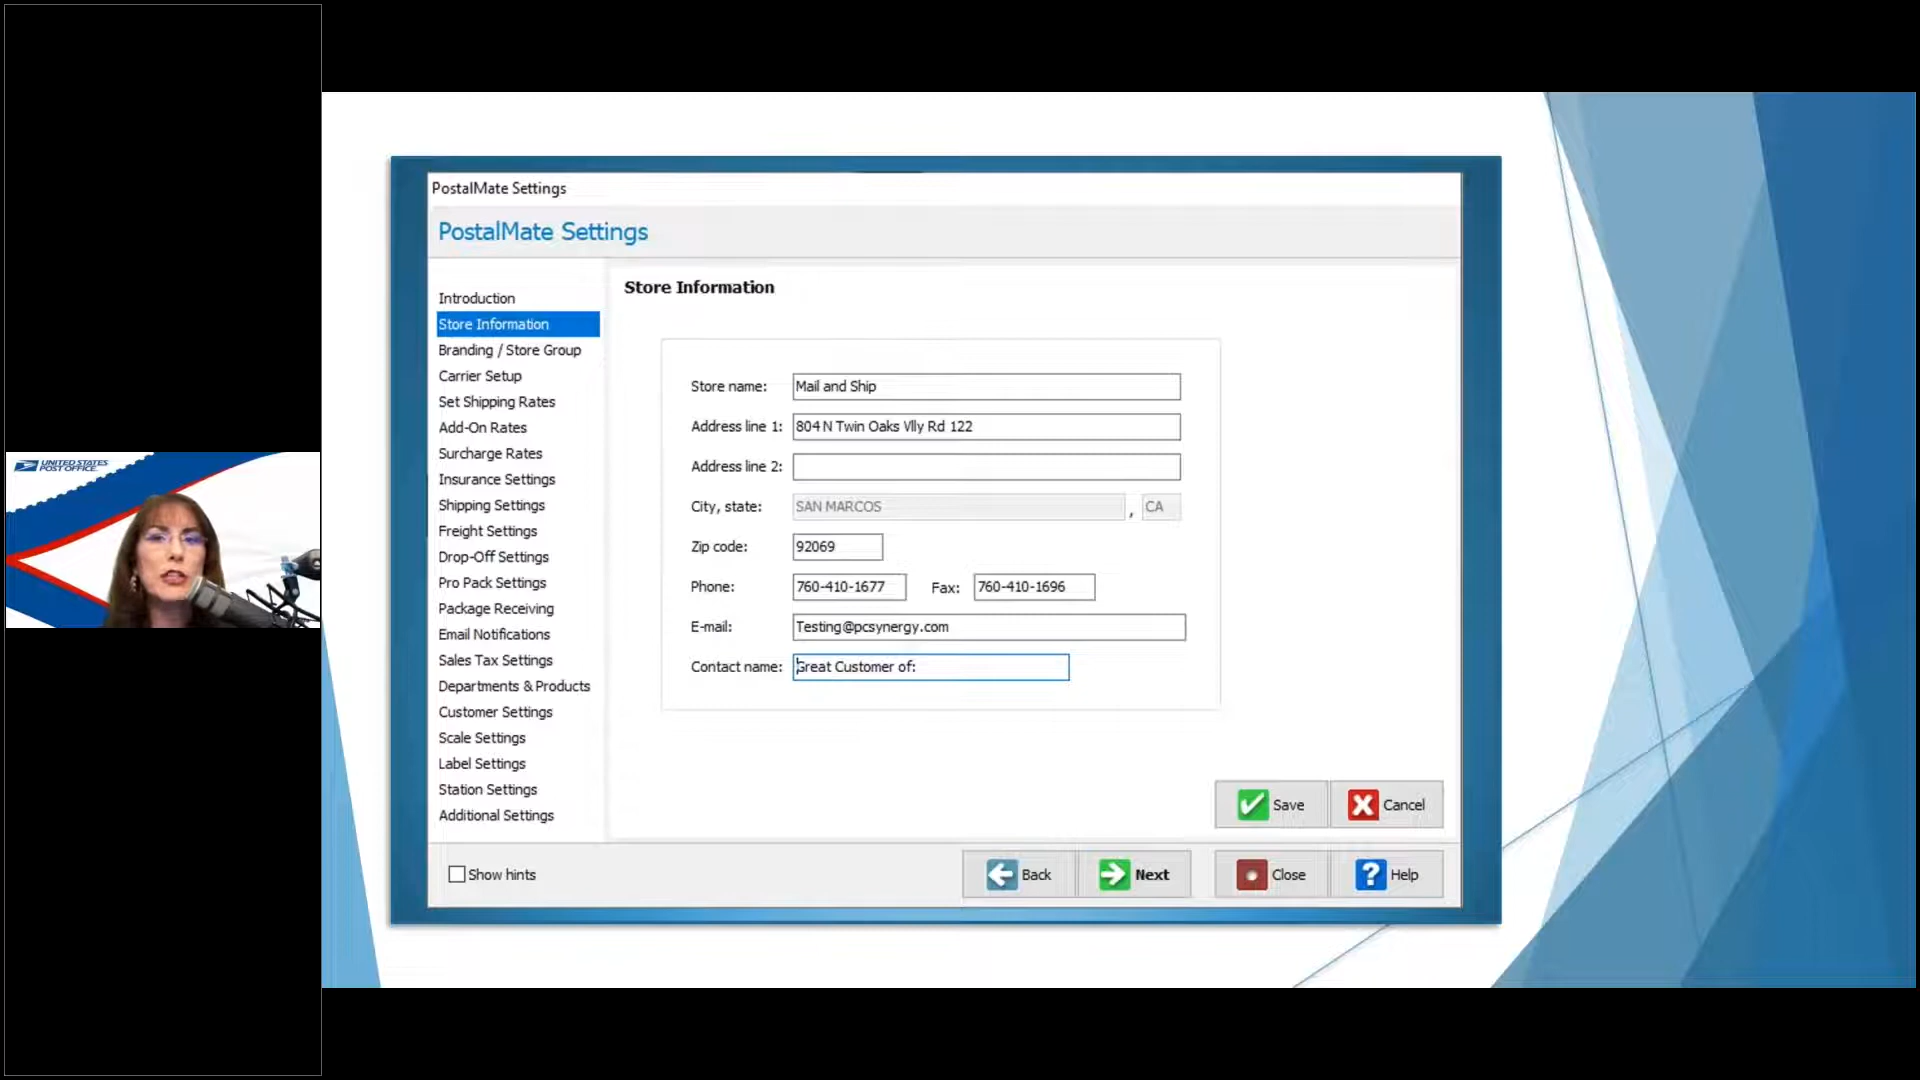 UNITED STATES
POST OFFICE
PostalMate Settings
PostalMate Settings
Introduction
Store Information
Branding / Store Group
Carrier Setup
Set Shipping Rates
Add-On Rates
Surcharge Rates
Insurance Settings
Shipping Settings
Freight Settings
Drop-Off Settings
Pro Pack Settings
Package Receiving
Email Notifications
Sales Tax Settings
Departments & Products
Customer Settings
Scale Settings
Label Settings
Station Settings
Additional Settings
Store Information
Store name: Mail and Ship
Address line 1: 804 N Twin Oaks Vlly Rd 122
Address line 2:
City, state: SAN MARCOS , CA
Zip code: 92069
Phone: 760-410-1677 Fax: 760-410-1696
E-mail: Testing@pcsynergy.com
Contact name: Great Customer of:
Save Cancel
Show hints Back Next Close Help